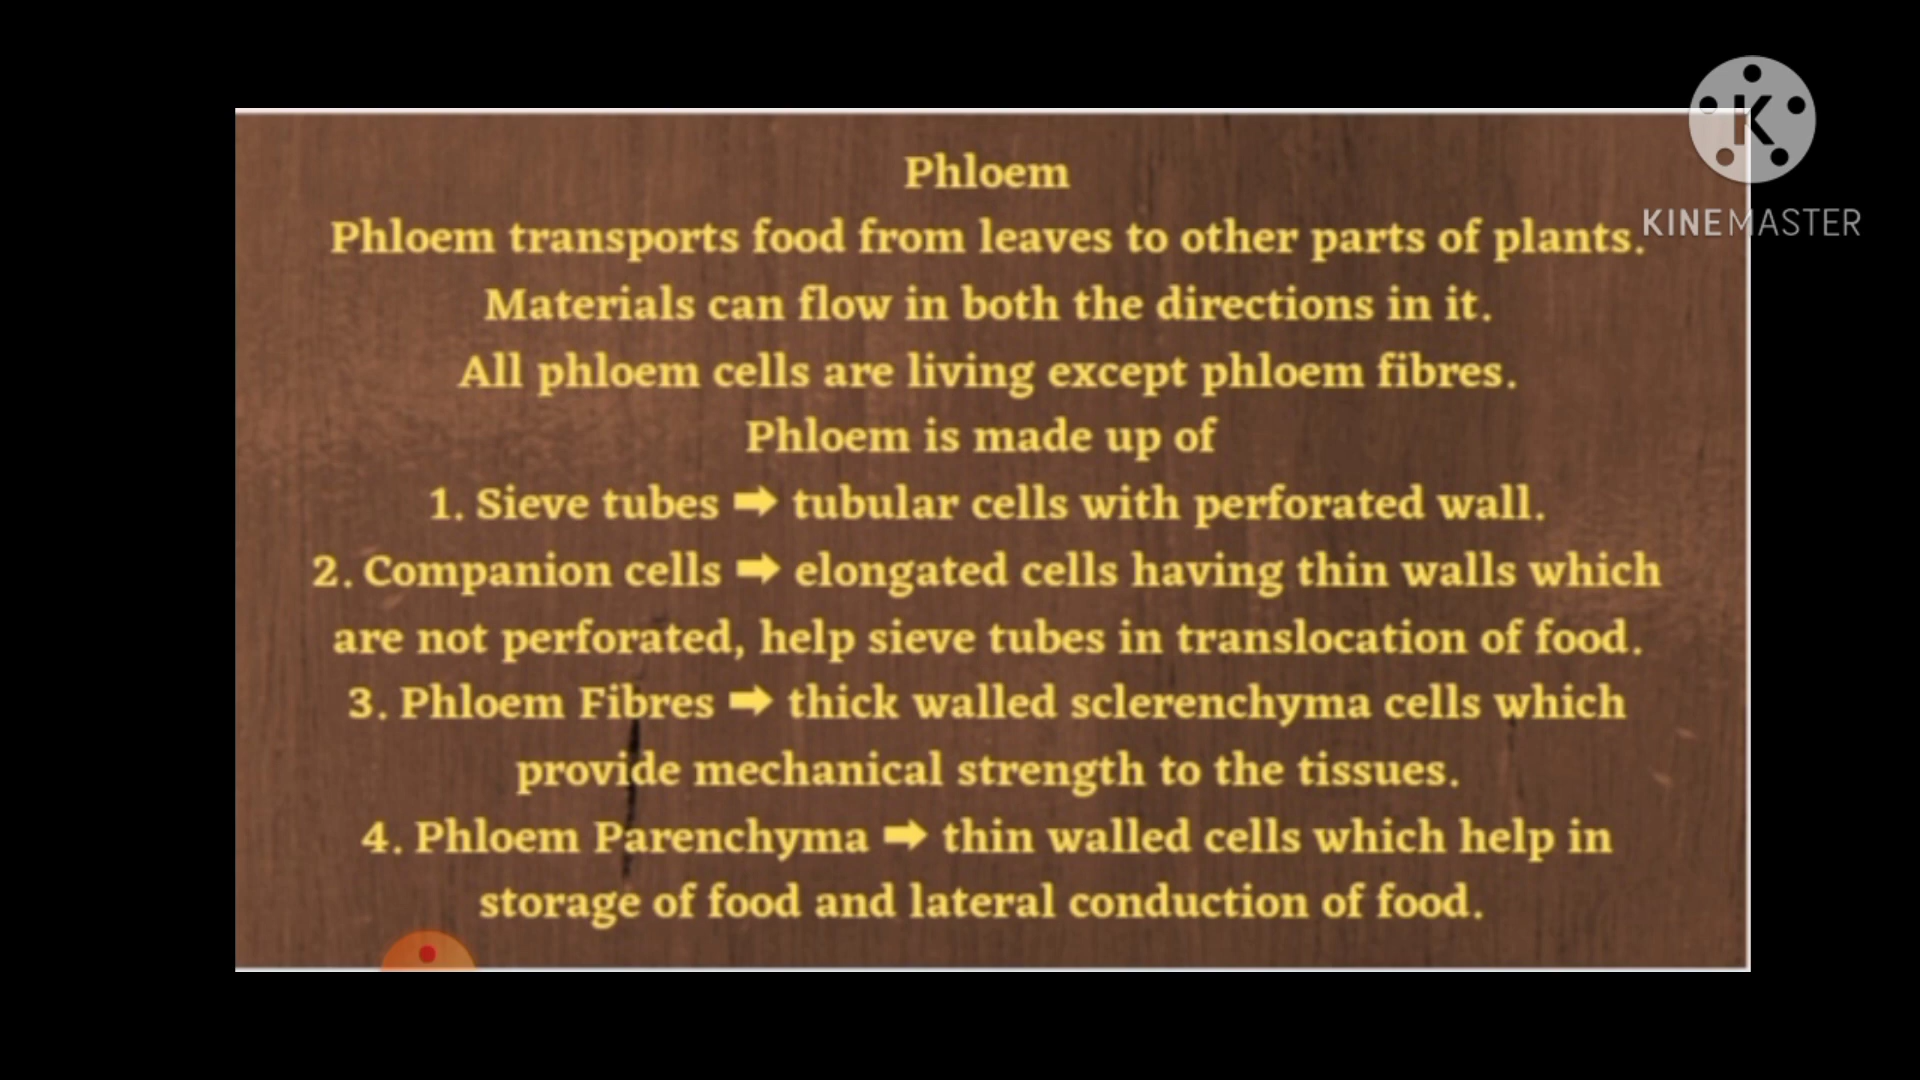 Phloem
Phloem transports food from leaves to other parts of plants.
Materials can flow in both the directions in it.
All phloem cells are living except phloem fibres.
Phloem is made up of
1. Sieve tubes ➡ tubular cells with perforated wall.
2. Companion cells ➡ elongated cells having thin walls which
are not perforated, help sieve tubes in translocation of food.
3. Phloem Fibres ➡ thick walled sclerenchyma cells which
provide mechanical strength to the tissues.
4. Phloem Parenchyma ➡ thin walled cells which help in
storage of food and lateral conduction of food.
K
KINEMASTER